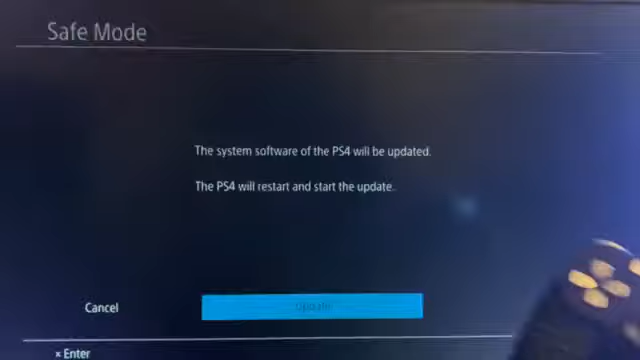 Safe Mode
The system software of the PS4 will be updated.
The PS4 will restart and start the update.
Cancel
Update
× Enter